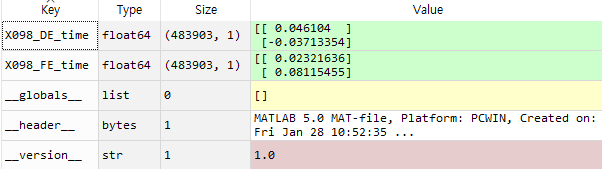 Key Type Size Value
X098_DE_time float64 (483903, 1) [[ 0.046104  ]
[-0.03713354]
X098_FE_time float64 (483903, 1) [[ 0.02321636]
[ 0.08115455]
__globals__ list 0 []
__header__ bytes 1 MATLAB 5.0 MAT-file, Platform: PCWIN, Created on:
Fri Jan 28 10:52:35 ...
__version__ str 1 1.0